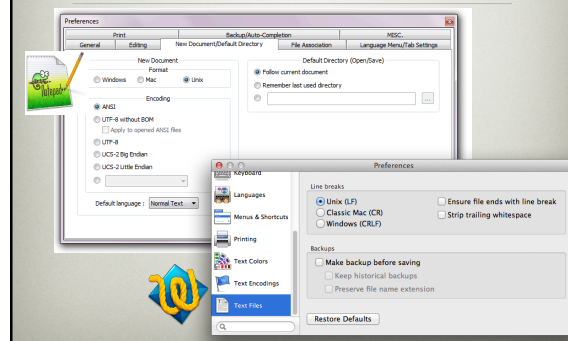 Preferences
Print Backup/Auto-Completion MISC.
General Editing New Document/Default Directory File Association Language Menu/Tab Settings
New Document
Format
Windows Mac Unix
Encoding
ANSI
UTF-8 without BOM
Apply to opened ANSI files
UTF-8
UCS-2 Big Endian
UCS-2 Little Endian
Default language : Normal Text
Default Directory (Open/Save)
Follow current document
Remember last used directory
...
Notepad++
Preferences
Keyboard
Languages
Menus & Shortcuts
Printing
Text Colors
Text Encodings
Text Files
Line breaks
Unix (LF)
Classic Mac (CR)
Windows (CRLF)
Ensure file ends with line break
Strip trailing whitespace
Backups
Make backup before saving
Keep historical backups
Preserve file name extension
Restore Defaults